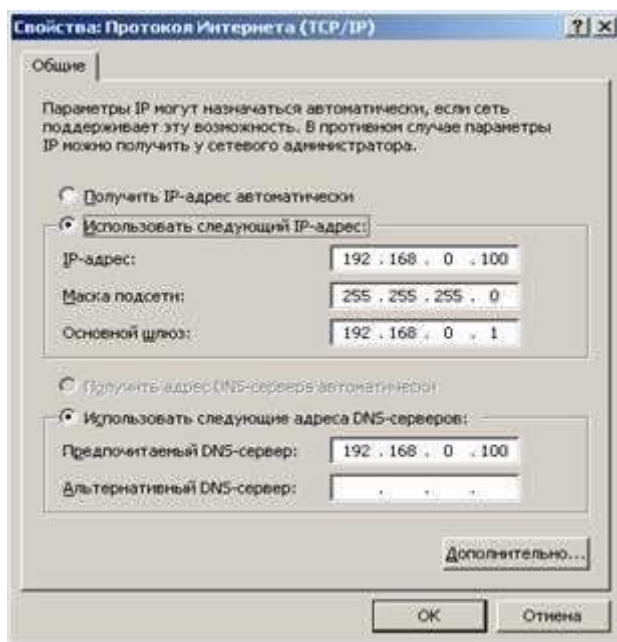 Свойства: Протокол Интернета (TCP/IP)
Общие
Параметры IP могут назначаться автоматически, если сеть
поддерживает эту возможность. В противном случае параметры
IP можно получить у сетевого администратора.
Получить IP-адрес автоматически
Использовать следующий IP-адрес:
IP-адрес: 192 . 168 . 0 . 100
Маска подсети: 255 . 255 . 255 . 0
Основной шлюз: 192 . 168 . 0 . 1
Получить адрес DNS-сервера автоматически
Использовать следующие адреса DNS-серверов:
Предпочитаемый DNS-сервер: 192 . 168 . 0 . 100
Альтернативный DNS-сервер: . . .
Дополнительно...
ОК Отмена